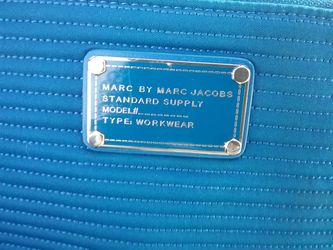 MARC BY MARC JACOBS
STANDARD SUPPLY
MODEL#..................
TYPE: WORKWEAR